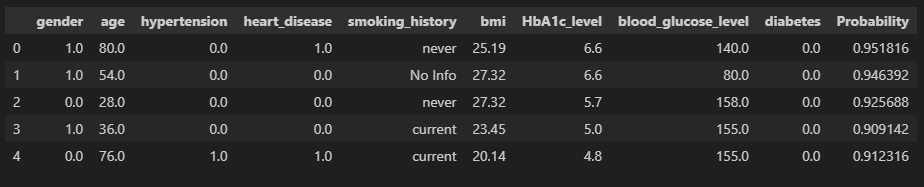 gender age hypertension heart_disease smoking_history bmi HbA1c_level blood_glucose_level diabetes Probability
0 1.0 80.0 0.0 1.0 never 25.19 6.6 140.0 0.0 0.951816
1 1.0 54.0 0.0 0.0 No Info 27.32 6.6 80.0 0.0 0.946392
2 0.0 28.0 0.0 0.0 never 27.32 5.7 158.0 0.0 0.925688
3 1.0 36.0 0.0 0.0 current 23.45 5.0 155.0 0.0 0.909142
4 0.0 76.0 1.0 1.0 current 20.14 4.8 155.0 0.0 0.912316